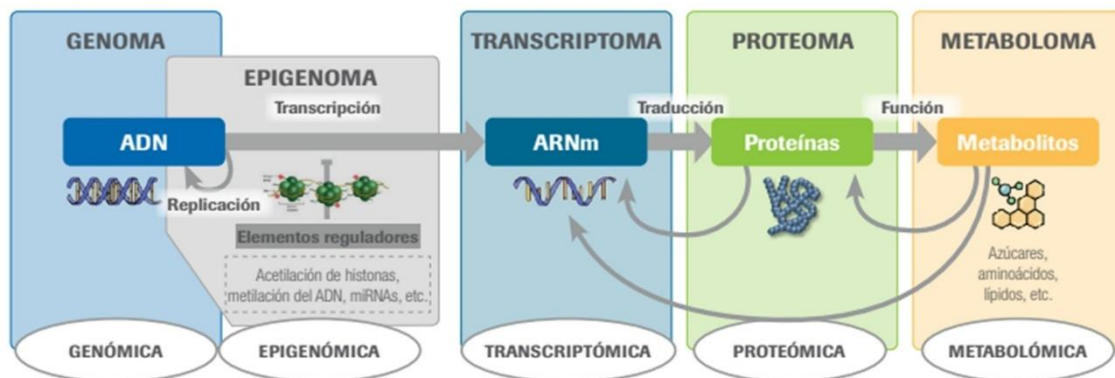 GENOMA
EPIGENOMA
TRANSCRIPTOMA
PROTEOMA
METABOLOMA
Transcripción
Traducción
Función
ADN
ARNm
Proteínas
Metabolitos
Replicación
Elementos reguladores
Acetilación de histonas,
metilación del ADN, miRNAs, etc.
Azúcares,
aminoácidos,
lípidos, etc.
GENÓMICA
EPIGENÓMICA
TRANSCRIPTÓMICA
PROTEÓMICA
METABOLÓMICA